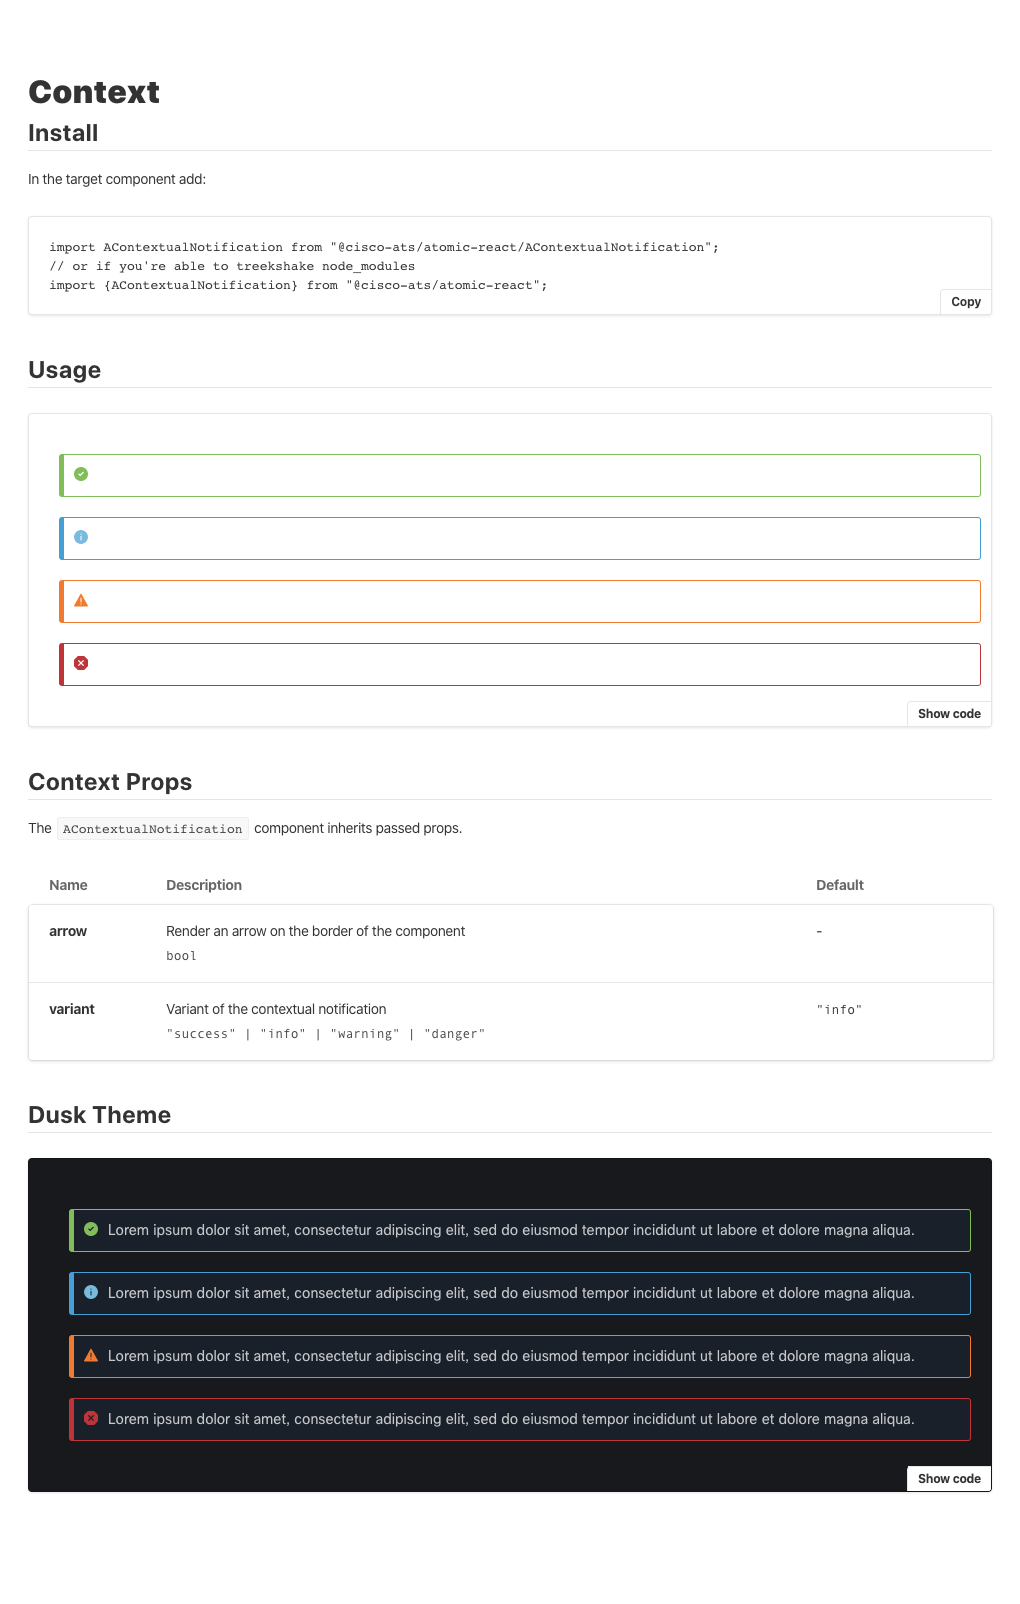 Context
Install
In the target component add:
import AContextualNotification from "@cisco-ats/atomic-react/AContextualNotification";
// or if you're able to treekshake node_modules
import {AContextualNotification} from "@cisco-ats/atomic-react";
Copy
Usage
Show code
Context Props
The AContextualNotification component inherits passed props.
Name Description Default
arrow Render an arrow on the border of the component -
bool
variant Variant of the contextual notification "info"
"success" | "info" | "warning" | "danger"
Dusk Theme
Lorem ipsum dolor sit amet, consectetur adipiscing elit, sed do eiusmod tempor incididunt ut labore et dolore magna aliqua.
Lorem ipsum dolor sit amet, consectetur adipiscing elit, sed do eiusmod tempor incididunt ut labore et dolore magna aliqua.
Lorem ipsum dolor sit amet, consectetur adipiscing elit, sed do eiusmod tempor incididunt ut labore et dolore magna aliqua.
Lorem ipsum dolor sit amet, consectetur adipiscing elit, sed do eiusmod tempor incididunt ut labore et dolore magna aliqua.
Show code